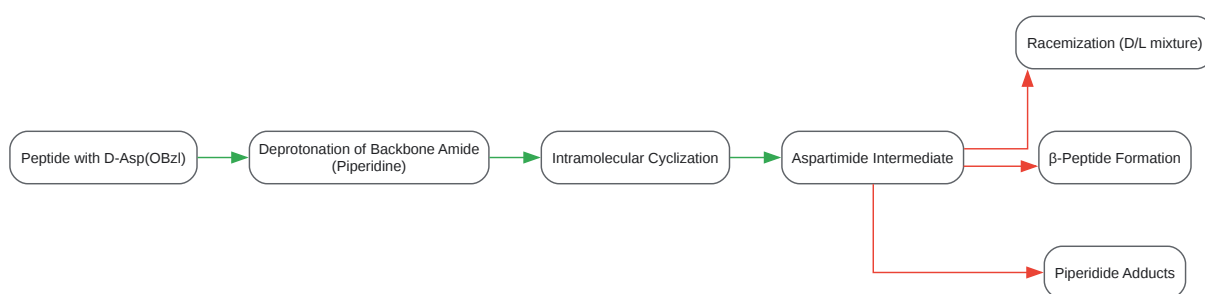 Racemization (D/L mixture)
Peptide with D-Asp(OBzl)
Deprotonation of Backbone Amide
(Piperidine)
Intramolecular Cyclization
Aspartimide Intermediate
β-Peptide Formation
Piperidide Adducts